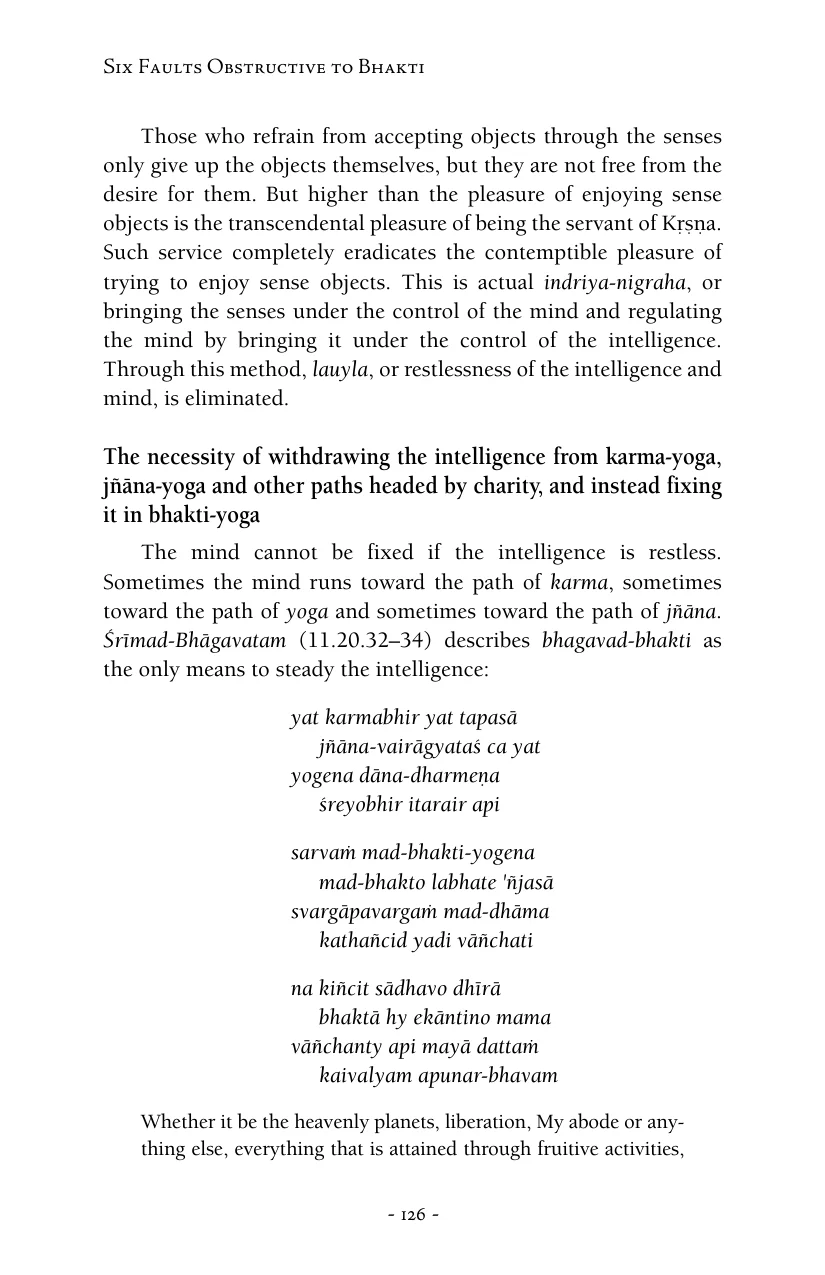 Six Faults Obstructive to Bhakti
Those who refrain from accepting objects through the senses
only give up the objects themselves, but they are not free from the
desire for them. But higher than the pleasure of enjoying sense
objects is the transcendental pleasure of being the servant of Kṛṣṇa.
Such service completely eradicates the contemptible pleasure of
trying to enjoy sense objects. This is actual indriya-nigraha, or
bringing the senses under the control of the mind and regulating
the mind by bringing it under the control of the intelligence.
Through this method, lauyla, or restlessness of the intelligence and
mind, is eliminated.
The necessity of withdrawing the intelligence from karma-yoga,
jñāna-yoga and other paths headed by charity, and instead fixing
it in bhakti-yoga
The mind cannot be fixed if the intelligence is restless.
Sometimes the mind runs toward the path of karma, sometimes
toward the path of yoga and sometimes toward the path of jñāna.
Śrīmad-Bhāgavatam (11.20.32–34) describes bhagavad-bhakti as
the only means to steady the intelligence:
yat karmabhir yat tapasā
jñāna-vairāgyataś ca yat
yogena dāna-dharmeṇa
śreyobhir itarair api
sarvaṁ mad-bhakti-yogena
mad-bhakto labhate 'ñjasā
svargāpavargaṁ mad-dhāma
kathañcid yadi vāñchati
na kiñcit sādhavo dhīrā
bhaktā hy ekāntino mama
vāñchanty api mayā dattaṁ
kaivalyam apunar-bhavam
Whether it be the heavenly planets, liberation, My abode or any-
thing else, everything that is attained through fruitive activities,
- 126 -